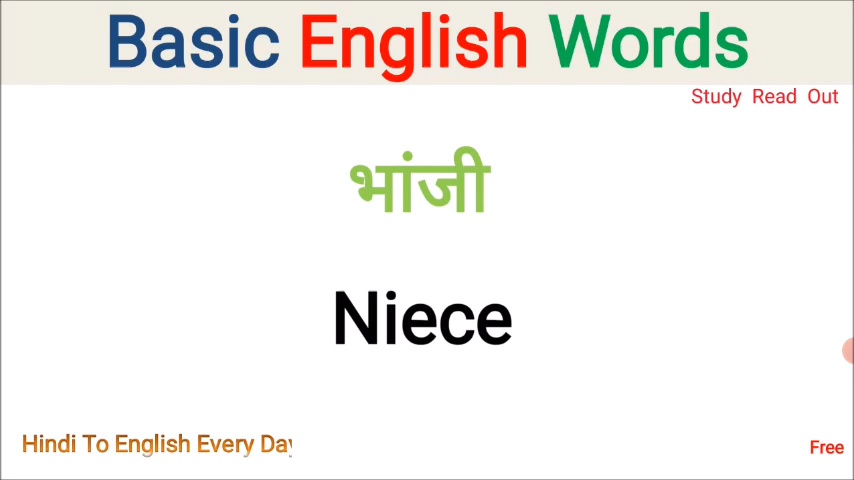 Basic English Words
Study Read Out
भांजी
Niece
Hindi To English Every Day
Free